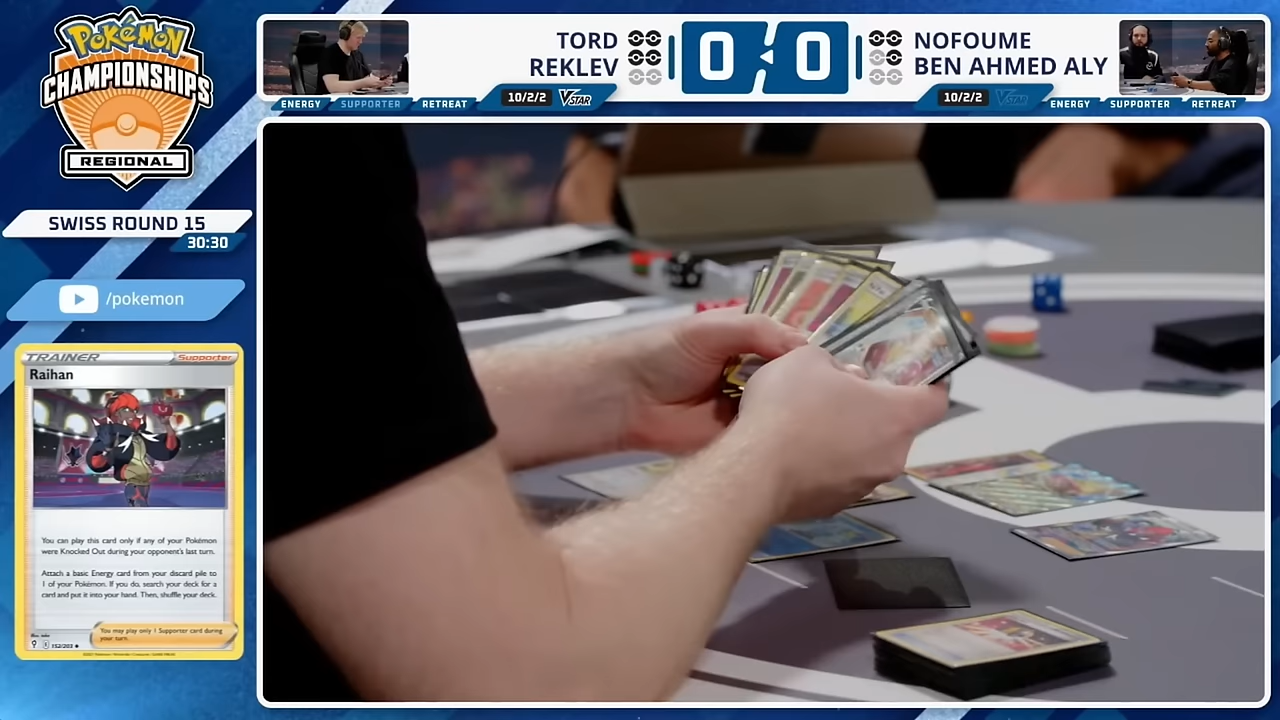 Pokémon
CHAMPIONSHIPS
REGIONAL
SWISS ROUND 15
30:30
/pokemon
TRAINER
Supporter
Raihan
You can play this card only if any of your Pokémon
were Knocked Out during your opponent's last turn.
Attach a basic Energy card from your discard pile to
1 of your Pokémon. If you do, search your deck for a
card and put it into your hand. Then, shuffle your deck.
You may play only 1 Supporter card during
your turn.
152/203
TORD
REKLEV
0
0
NOFOUME
BEN AHMED ALY
ENERGY
SUPPORTER
RETREAT
10/2/2
VSTAR
10/2/2
VSTAR
ENERGY
SUPPORTER
RETREAT